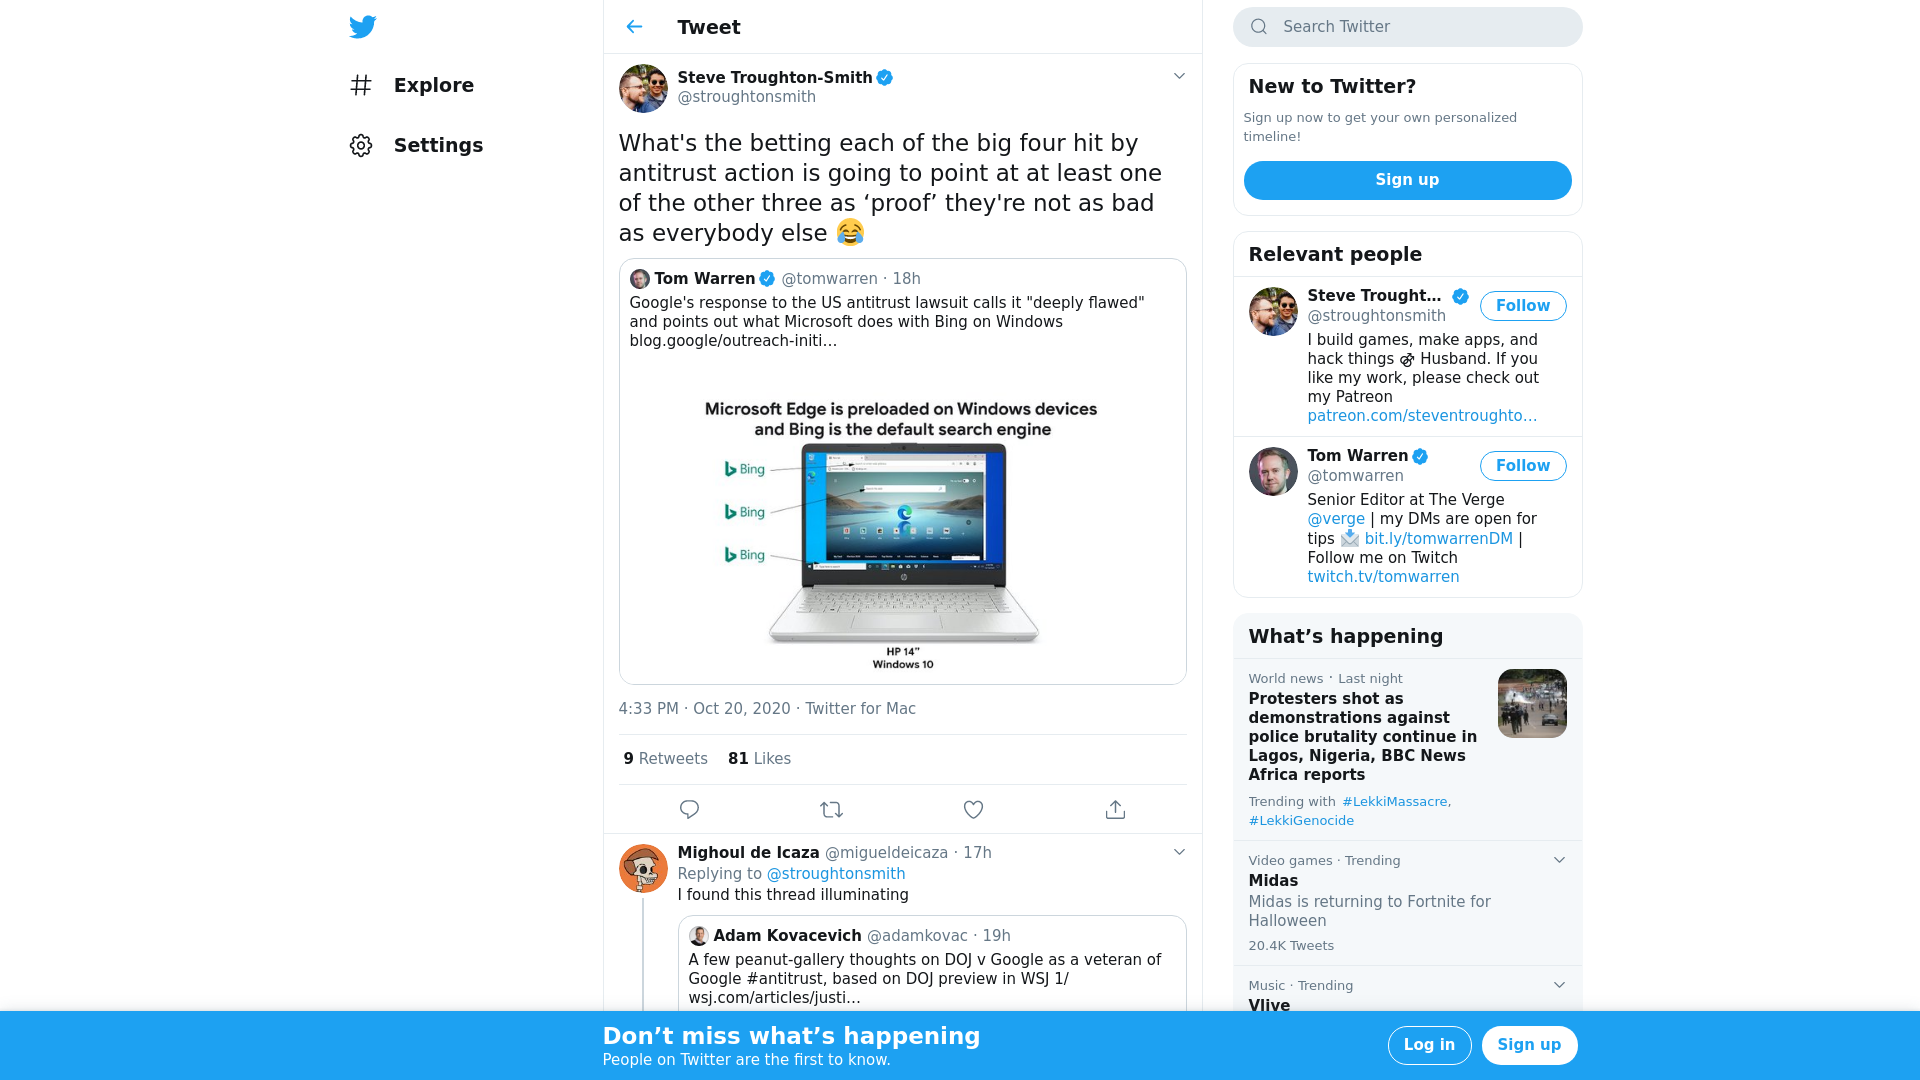 Explore
Settings
Tweet
Steve Troughton-Smith
@stroughtonsmith
What's the betting each of the big four hit by
antitrust action is going to point at at least one
of the other three as ‘proof’ they're not as bad
as everybody else 😂
Tom Warren @tomwarren · 18h
Google's response to the US antitrust lawsuit calls it "deeply flawed"
and points out what Microsoft does with Bing on Windows
blog.google/outreach-initi…
Microsoft Edge is preloaded on Windows devices
and Bing is the default search engine
Bing
Bing
Bing
HP 14”
Windows 10
4:33 PM · Oct 20, 2020 · Twitter for Mac
9 Retweets 81 Likes
Mighoul de Icaza @migueldeicaza · 17h
Replying to @stroughtonsmith
I found this thread illuminating
Adam Kovacevich @adamkovac · 19h
A few peanut-gallery thoughts on DOJ v Google as a veteran of
Google #antitrust, based on DOJ preview in WSJ 1/
wsj.com/articles/justi…
Search Twitter
New to Twitter?
Sign up now to get your own personalized
timeline!
Sign up
Relevant people
Steve Trought…
Follow
@stroughtonsmith
I build games, make apps, and
hack things ⚣ Husband. If you
like my work, please check out
my Patreon
patreon.com/steventroughto…
Tom Warren
Follow
@tomwarren
Senior Editor at The Verge
@verge | my DMs are open for
tips 📩 bit.ly/tomwarrenDM |
Follow me on Twitch
twitch.tv/tomwarren
What’s happening
World news · Last night
Protesters shot as
demonstrations against
police brutality continue in
Lagos, Nigeria, BBC News
Africa reports
Trending with #LekkiMassacre,
#LekkiGenocide
Video games · Trending
Midas
Midas is returning to Fortnite for
Halloween
20.4K Tweets
Music · Trending
Vlive
Don’t miss what’s happening
People on Twitter are the first to know.
Log in
Sign up